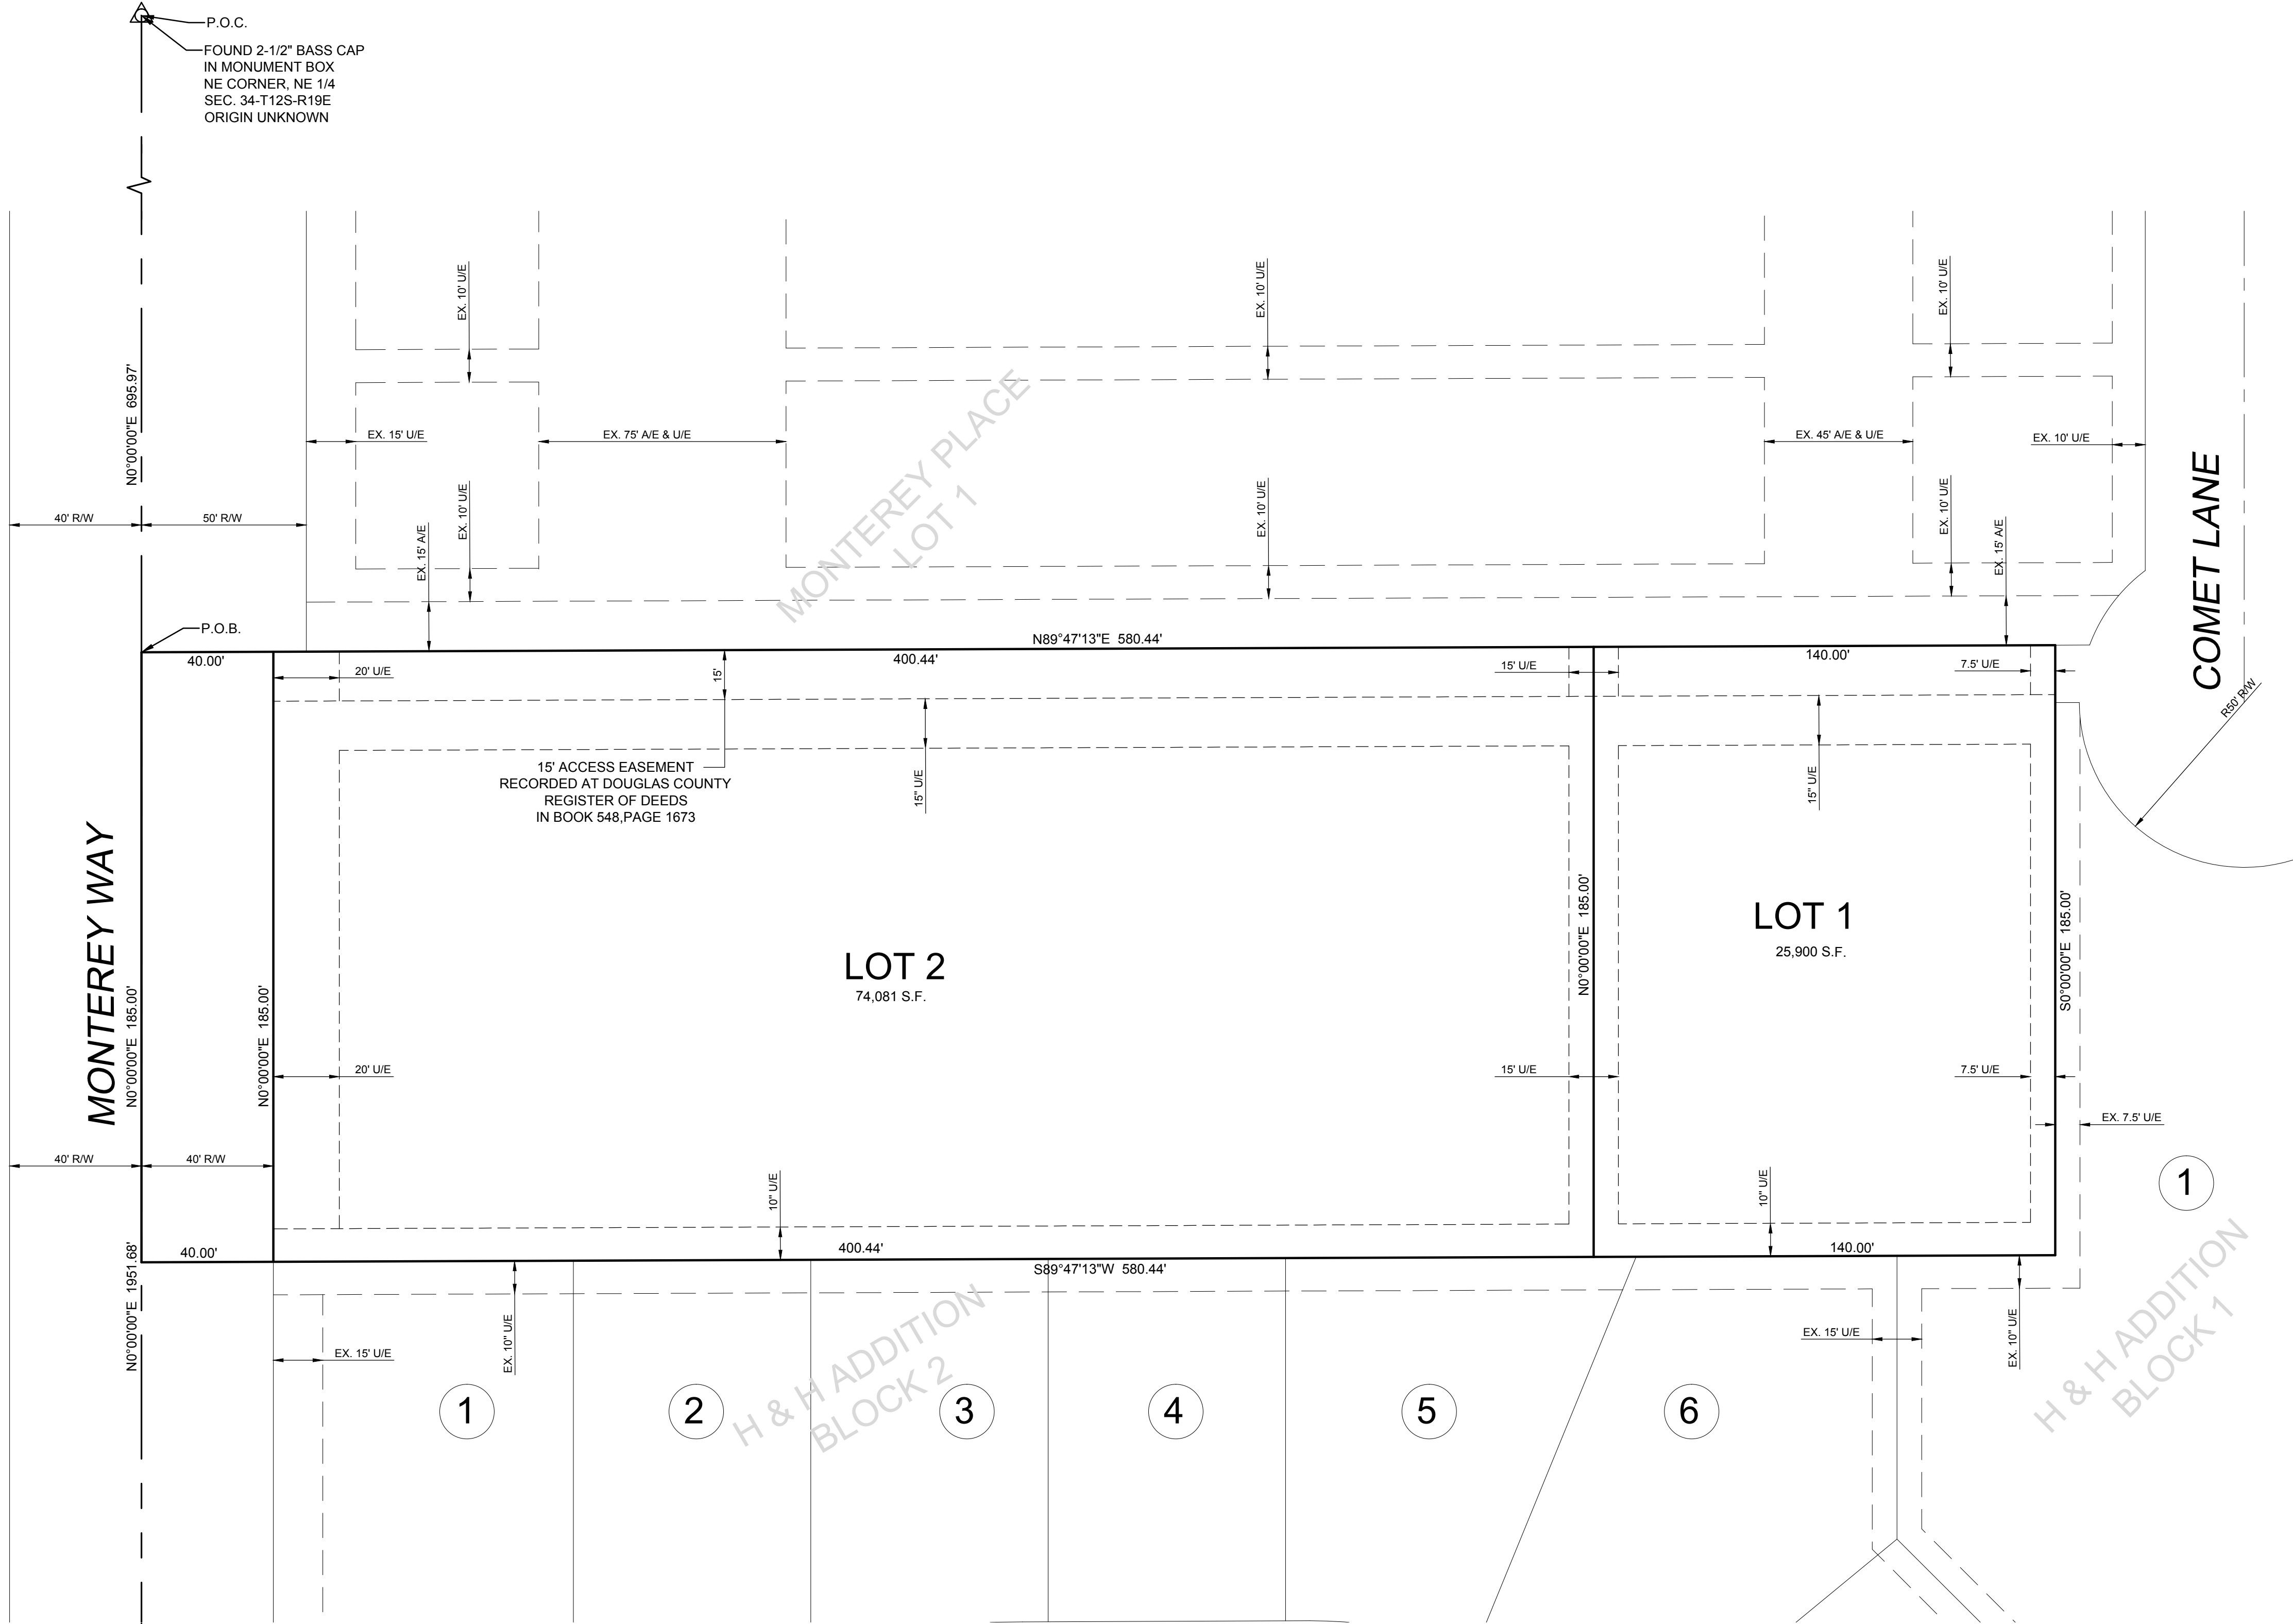 P.O.C.
FOUND 2-1/2" BASS CAP
IN MONUMENT BOX
NE CORNER, NE 1/4
SEC. 34-T12S-R19E
ORIGIN UNKNOWN
EX. 10' U/E
EX. 10' U/E
EX. 10' U/E
N0°00'00"E 695.97'
EX. 15' U/E
EX. 75' A/E & U/E
MONTEREY PLACE
LOT 1
EX. 45' A/E & U/E
EX. 10' U/E
COMET LANE
40' R/W
50' R/W
EX. 15' A/E
EX. 10' U/E
EX. 10' U/E
EX. 10' U/E
EX. 15' A/E
P.O.B.
N89°47'13"E 580.44'
40.00'
400.44'
140.00'
20' U/E
15'
15' U/E
7.5' U/E
R50' R/W
15' ACCESS EASEMENT
RECORDED AT DOUGLAS COUNTY
REGISTER OF DEEDS
IN BOOK 548,PAGE 1673
15" U/E
15" U/E
MONTEREY WAY
N0°00'00"E 185.00'
N0°00'00"E 185.00'
LOT 2
74,081 S.F.
N0°00'00"E 185.00'
LOT 1
25,900 S.F.
S0°00'00"E 185.00'
20' U/E
15' U/E
7.5' U/E
EX. 7.5' U/E
40' R/W
40' R/W
10" U/E
10" U/E
1
N0°00'00"E 1951.68'
40.00'
400.44'
140.00'
S89°47'13"W 580.44'
EX. 15' U/E
EX. 10" U/E
EX. 15' U/E
EX. 10" U/E
H & H ADDITION
BLOCK 2
H & H ADDITION
BLOCK 1
1
2
3
4
5
6